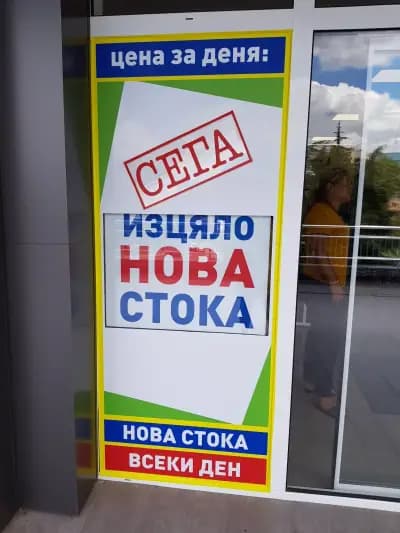 цена за деня:
СЕГА
ИЗЦЯЛО
НОВА
СТОКА
НОВА СТОКА
ВСЕКИ ДЕН